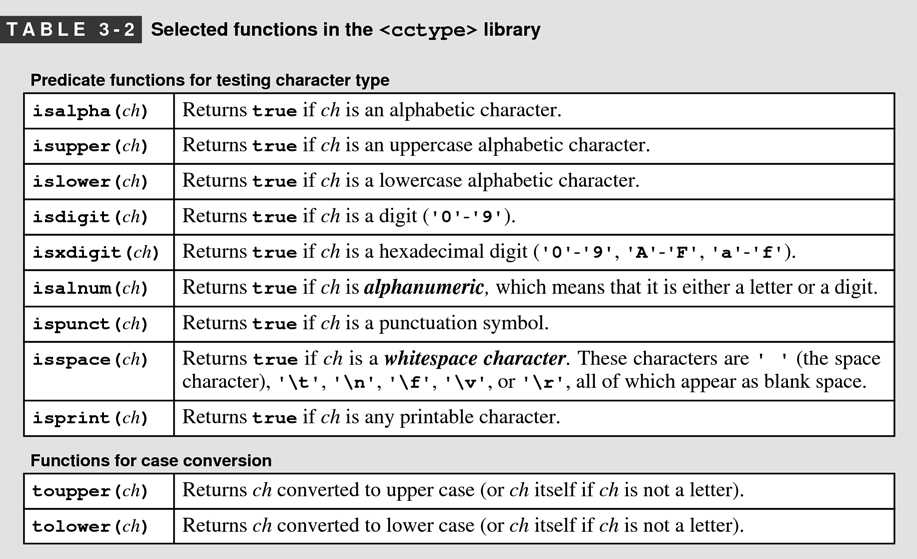 TABLE 3-2 Selected functions in the <cctype> library
Predicate functions for testing character type
isalpha(ch) Returns true if ch is an alphabetic character.
isupper(ch) Returns true if ch is an uppercase alphabetic character.
islower(ch) Returns true if ch is a lowercase alphabetic character.
isdigit(ch) Returns true if ch is a digit ('0'-'9').
isxdigit(ch) Returns true if ch is a hexadecimal digit ('0'-'9', 'A'-'F', 'a'-'f').
isalnum(ch) Returns true if ch is alphanumeric, which means that it is either a letter or a digit.
ispunct(ch) Returns true if ch is a punctuation symbol.
isspace(ch) Returns true if ch is a whitespace character. These characters are ' ' (the space
character), '\t', '\n', '\f', '\v', or '\r', all of which appear as blank space.
isprint(ch) Returns true if ch is any printable character.
Functions for case conversion
toupper(ch) Returns ch converted to upper case (or ch itself if ch is not a letter).
tolower(ch) Returns ch converted to lower case (or ch itself if ch is not a letter).